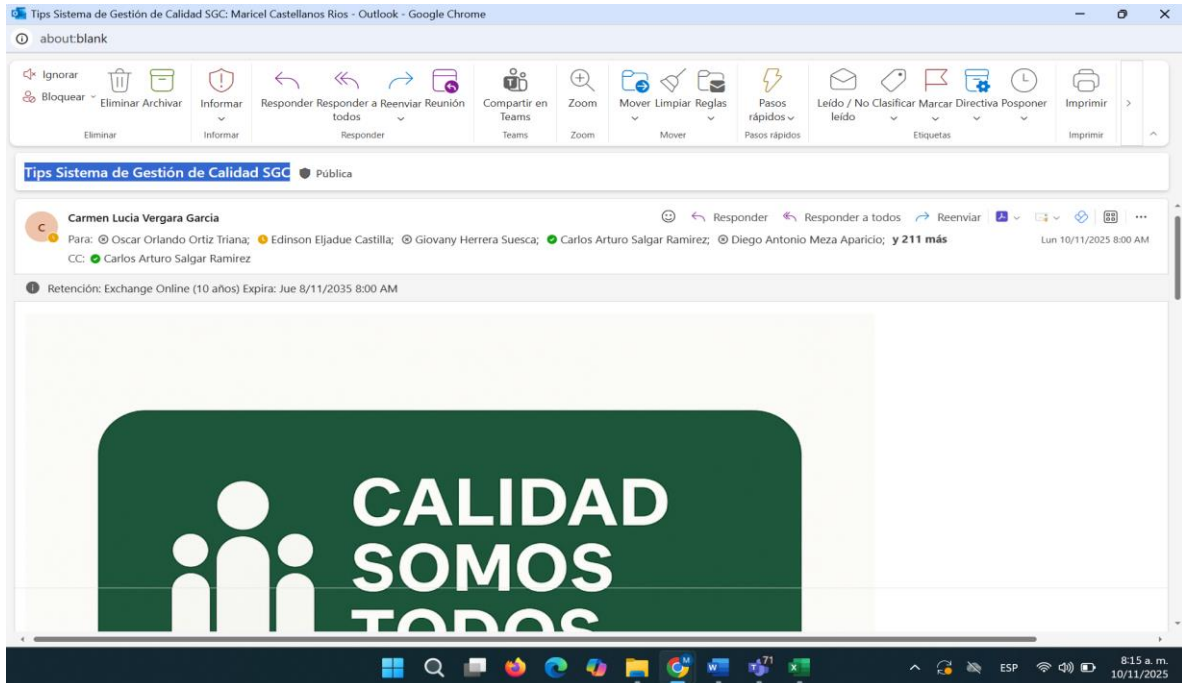 Tips Sistema de Gestión de Calidad SGC: Maricel Castellanos Rios - Outlook - Google Chrome
about:blank
Ignorar
Bloquear
Eliminar Archivar
Informar
Responder Responder a todos Reenviar Reunión
Compartir en Teams
Zoom
Mover Limpiar Reglas
Pasos rápidos
Leído / No leído Clasificar Marcar Directiva Posponer
Imprimir
Eliminar Informar Responder Teams Zoom Mover Pasos rápidos Etiquetas Imprimir
Tips Sistema de Gestión de Calidad SGC Pública
C
Carmen Lucia Vergara Garcia
Responder Responder a todos Reenviar
Para: Oscar Orlando Ortiz Triana; Edinson Eljadue Castilla; Giovany Herrera Suesca; Carlos Arturo Salgar Ramirez; Diego Antonio Meza Aparicio; y 211 más
Lun 10/11/2025 8:00 AM
CC: Carlos Arturo Salgar Ramirez
Retención: Exchange Online (10 años) Expira: Jue 8/11/2035 8:00 AM
CALIDAD
SOMOS
TODOS
71
ESP
8:15 a. m.
10/11/2025